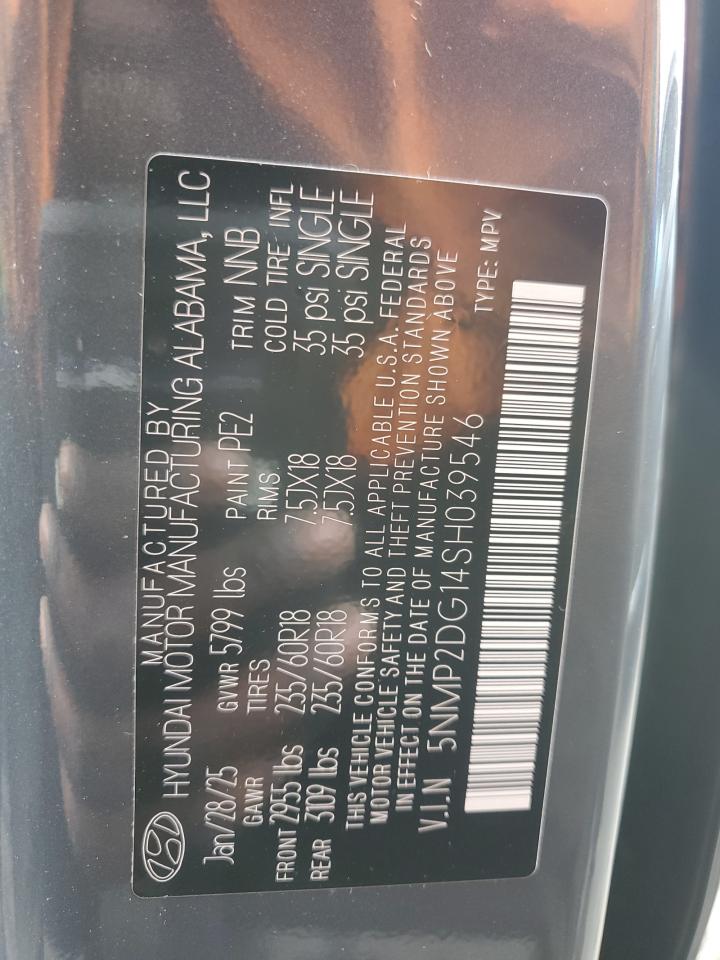 MANUFACTURED BY
HYUNDAI MOTOR MANUFACTURING ALABAMA, LLC
Jan/28/25 GVWR 5799 lbs PAINT PE2 TRIM NNB
GAWR TIRES RIMS COLD TIRE INFL
FRONT 2955 lbs 235/60R18 7.5JX18 35 psi SINGLE
REAR 3109 lbs 235/60R18 7.5JX18 35 psi SINGLE
THIS VEHICLE CONFORMS TO ALL APPLICABLE U.S.A. FEDERAL
MOTOR VEHICLE SAFETY AND THEFT PREVENTION STANDARDS
IN EFFECT ON THE DATE OF MANUFACTURE SHOWN ABOVE
V.I.N 5NMP2DG14SH039546 TYPE: MPV